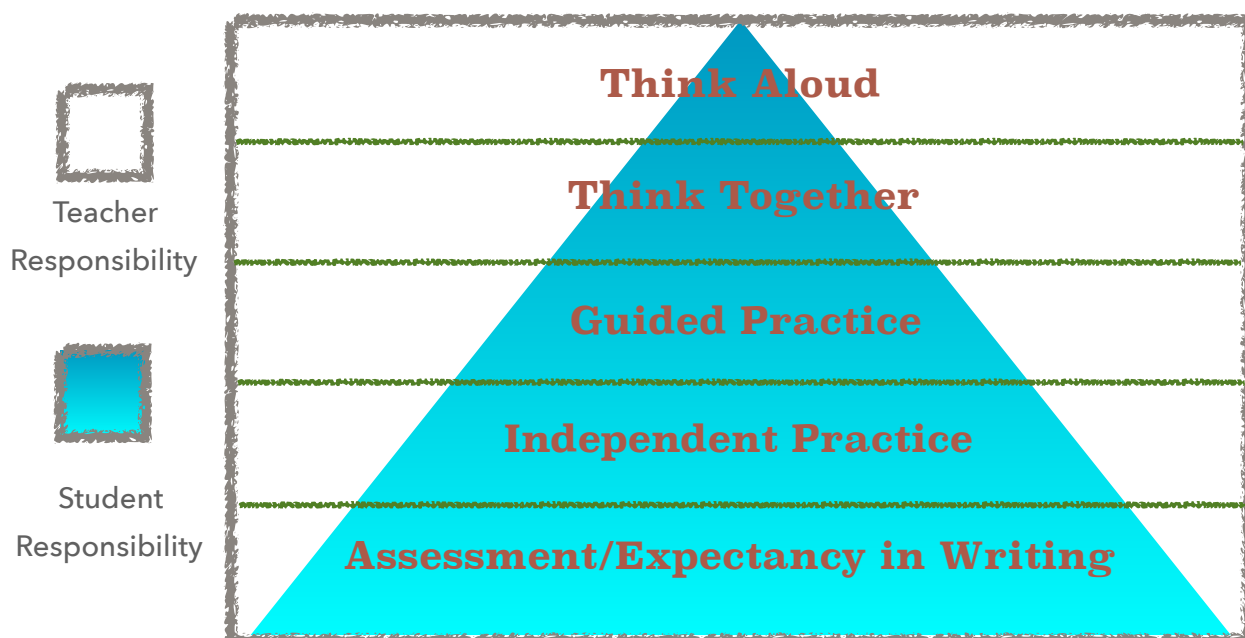 Think Aloud
Think Together
Guided Practice
Independent Practice
Assessment/Expectancy in Writing
Teacher
Responsibility
Student
Responsibility